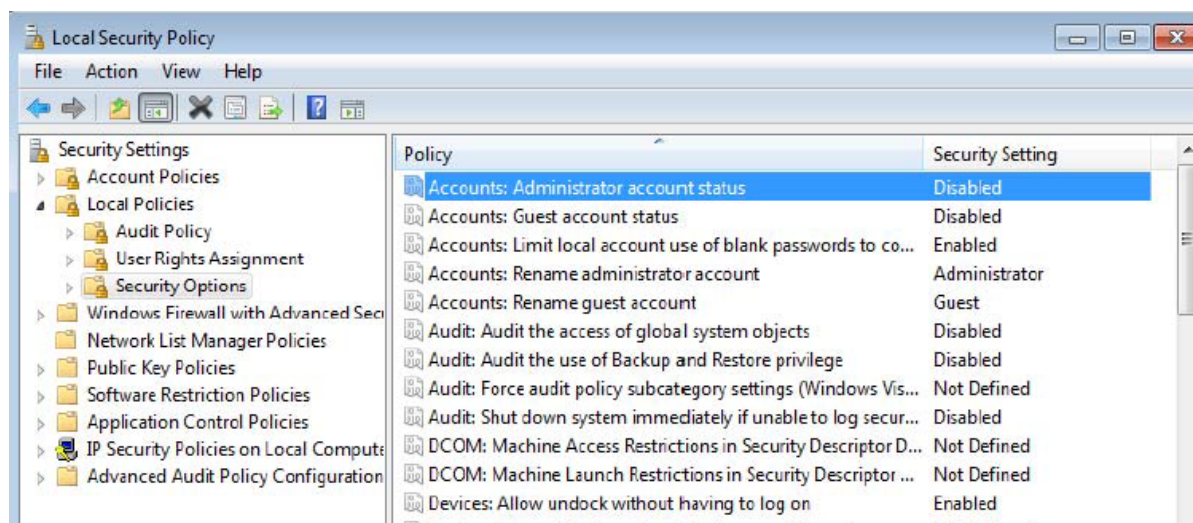 Local Security Policy
File Action View Help
Security Settings
Account Policies
Local Policies
Audit Policy
User Rights Assignment
Security Options
Windows Firewall with Advanced Secu
Network List Manager Policies
Public Key Policies
Software Restriction Policies
Application Control Policies
IP Security Policies on Local Compute
Advanced Audit Policy Configuration
Policy Security Setting
Accounts: Administrator account status Disabled
Accounts: Guest account status Disabled
Accounts: Limit local account use of blank passwords to co... Enabled
Accounts: Rename administrator account Administrator
Accounts: Rename guest account Guest
Audit: Audit the access of global system objects Disabled
Audit: Audit the use of Backup and Restore privilege Disabled
Audit: Force audit policy subcategory settings (Windows Vis... Not Defined
Audit: Shut down system immediately if unable to log secur... Disabled
DCOM: Machine Access Restrictions in Security Descriptor D... Not Defined
DCOM: Machine Launch Restrictions in Security Descriptor ... Not Defined
Devices: Allow undock without having to log on Enabled